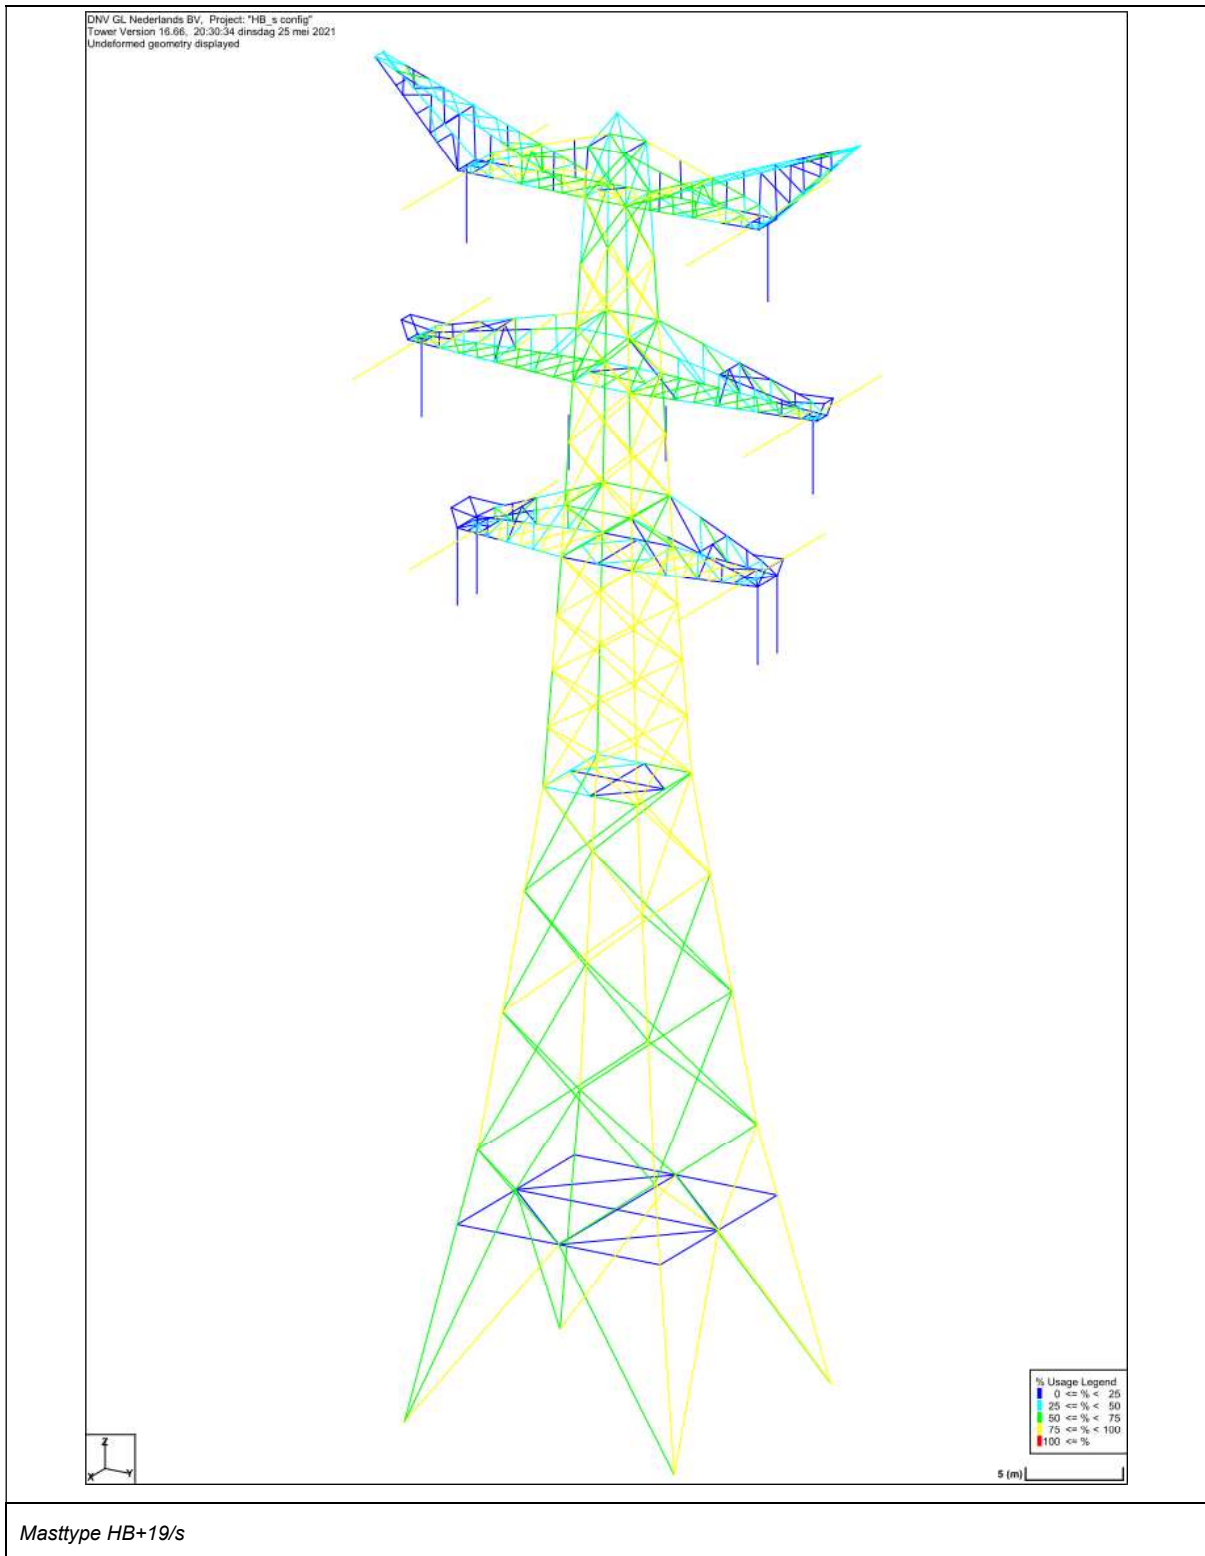 DNV GL Nederlands BV, Project: "HB_s config"
Tower Version 16.66, 20:30:34 dinsdag 25 mei 2021
Undeformed geometry displayed
% Usage Legend
0 <= % < 25
25 <= % < 50
50 <= % < 75
75 <= % < 100
100 <= %
Z
X Y
5 (m)
Masttype HB+19/s